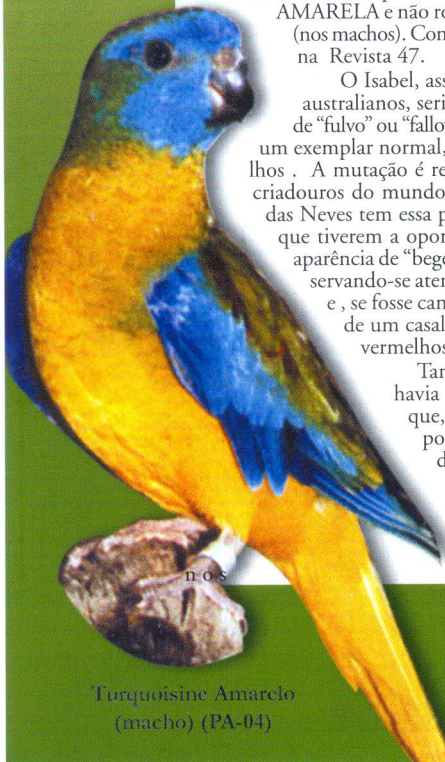 AMARELA e não ro
(nos machos). Con
na Revista 47.
O Isabel, ass
australianos, seri
de “fulvo” ou “fallo
um exemplar normal,
lhos . A mutação é re
criadouros do mundo
das Neves tem essa p
que tiverem a opor
aparência de “bege
servando-se aten
e , se fosse can
de um casal
vermelhos
Tan
havia
que,
po
d
n o s
Turquoisine Amarelo
(macho) (PA-04)